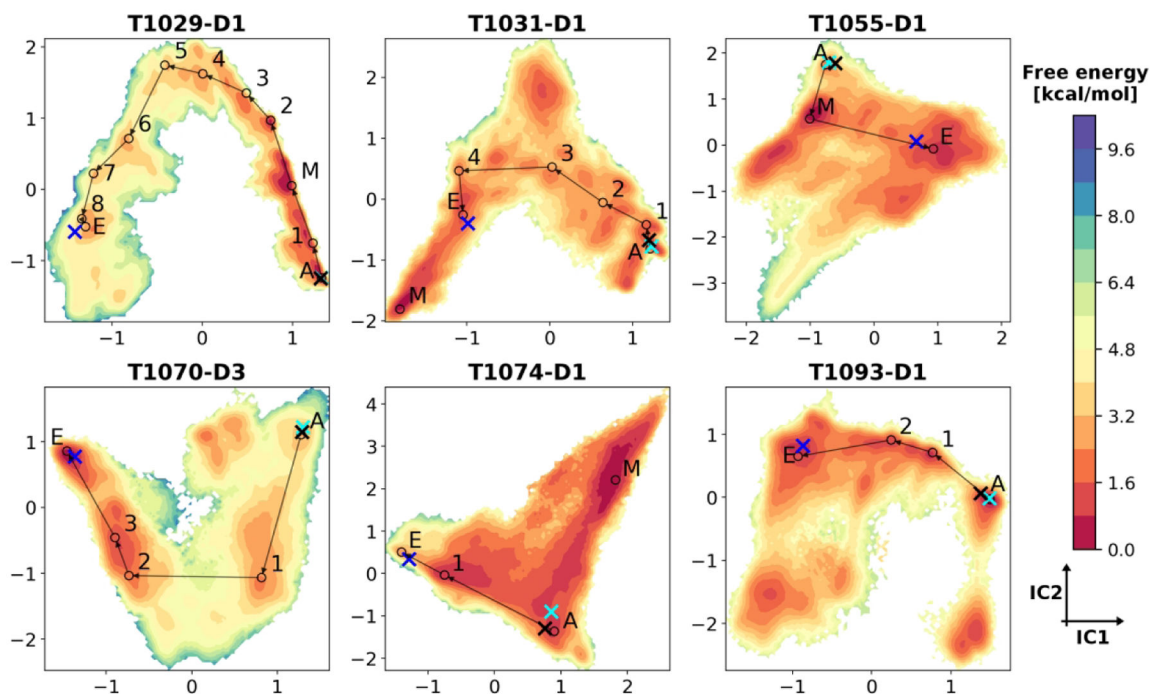 T1029-D1 T1031-D1 T1055-D1
Free energy
[kcal/mol]
2 1 0 −1
−1 0 1
5 4 3 2 6 M 7 8 E 1 A
2 1 0 −1 −2
−1 0 1
4 3 2 1 E A M
2 1 0 −1 −2 −3
−2 −1 0 1 2
A M E
9.6
8.0
6.4
4.8
3.2
1.6
0.0
IC2
IC1
T1070-D3 T1074-D1 T1093-D1
1 0 −1 −2
−1 0 1
E A 3 2 1
4 3 2 1 0 −1 −2
−1 0 1 2
M E 1 A
1 0 −1 −2
−2 −1 0 1
2 1 E A